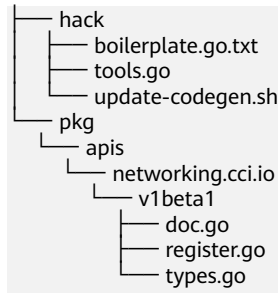 hack
boilerplate.go.txt
tools.go
update-codegen.sh
pkg
apis
networking.cci.io
v1beta1
doc.go
register.go
types.go